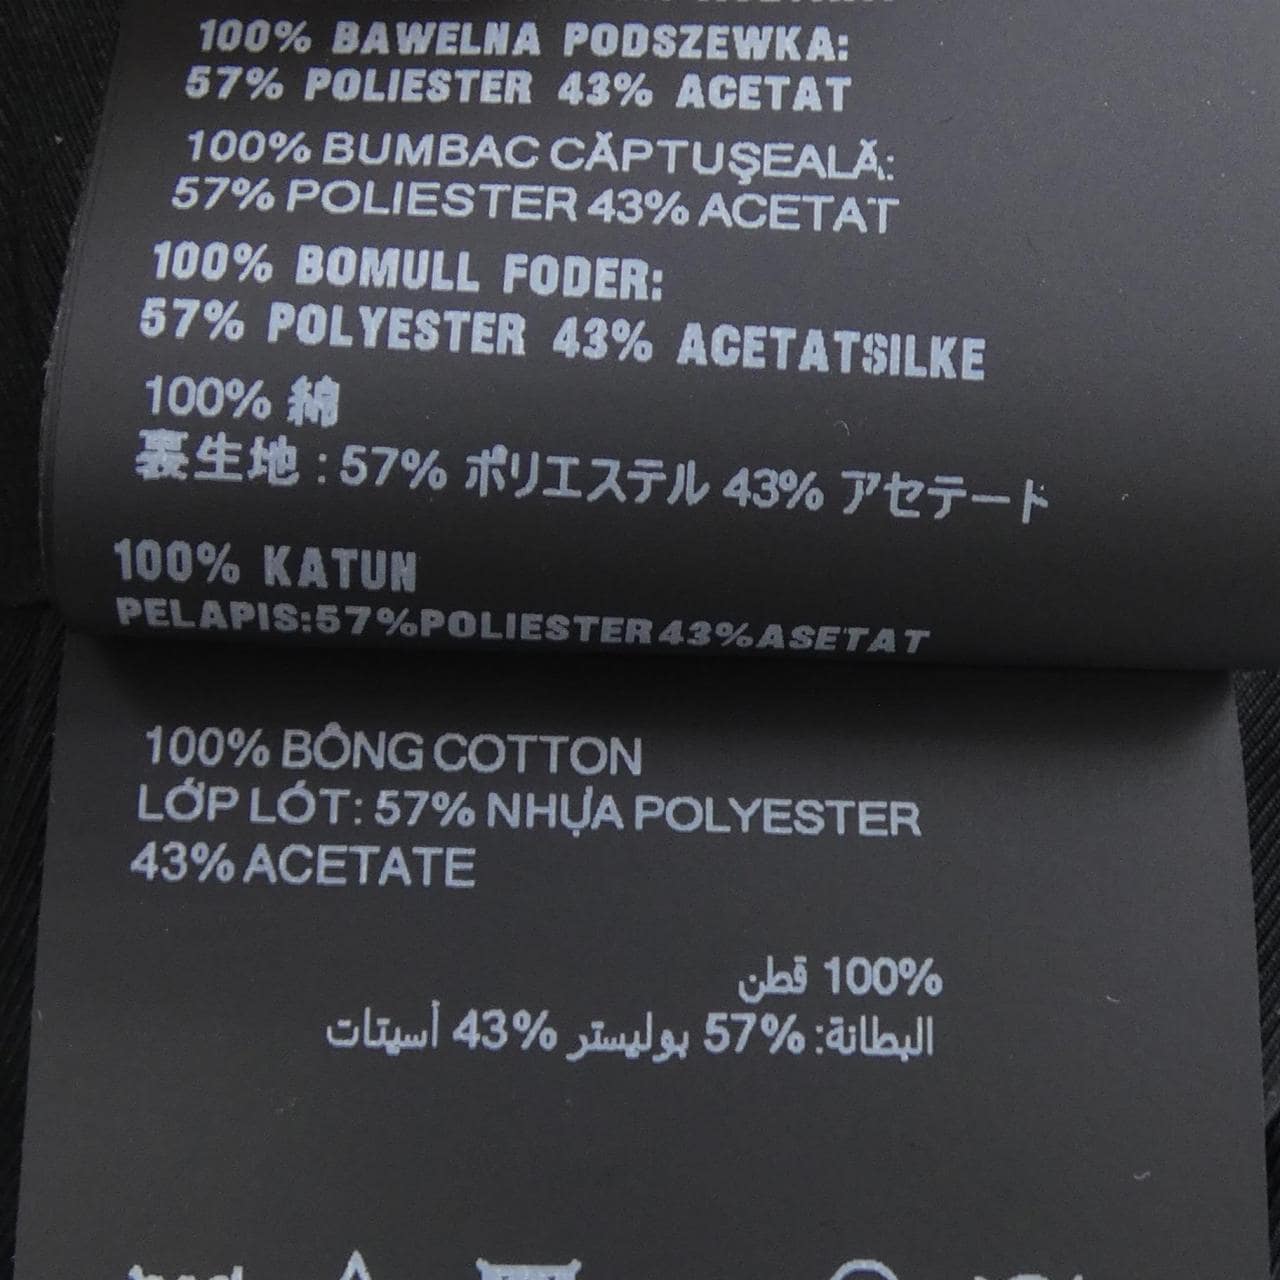 100% BAWELNA PODSZEWKA:
57% POLIESTER 43% ACETAT
100% BUMBAC CĂPTUŞEALĂ:
57% POLIESTER 43% ACETAT
100% BOMULL FODER:
57% POLYESTER 43% ACETATSILKE
100% 綿
裏生地 : 57% ポリエステル 43% アセテード
100% KATUN
PELAPIS:57%POLIESTER43%ASETAT
100% BÔNG COTTON
LỚP LÓT: 57% NHỰA POLYESTER
43% ACETATE
100% قطن
البطانة: 57% بوليستر 43% أسيتات